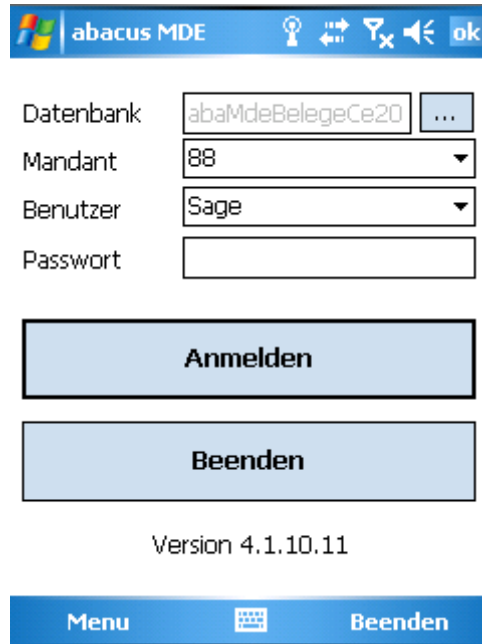 abacus MDE ok
Datenbank abaMdeBelegeCe20 ...
Mandant 88
Benutzer Sage
Passwort
Anmelden
Beenden
Version 4.1.10.11
Menu Beenden